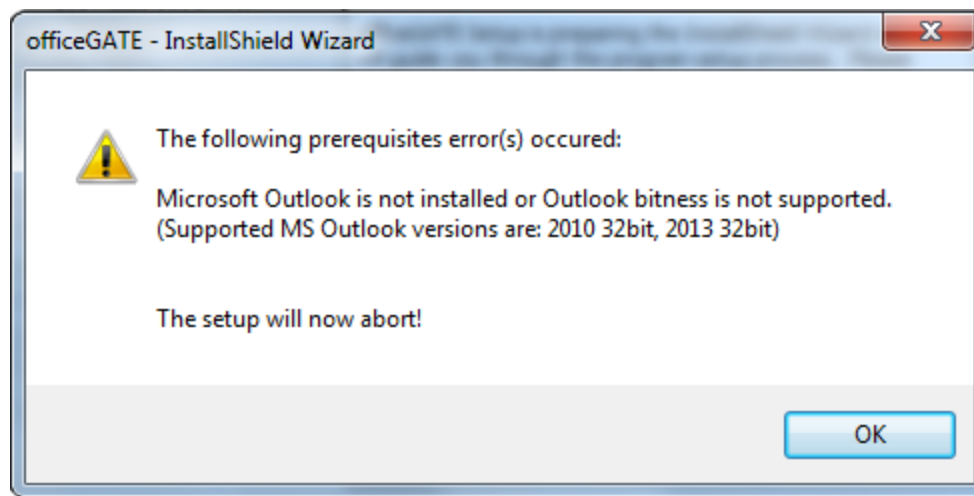 officeGATE - InstallShield Wizard
The following prerequisites error(s) occured:
Microsoft Outlook is not installed or Outlook bitness is not supported.
(Supported MS Outlook versions are: 2010 32bit, 2013 32bit)
The setup will now abort!
OK